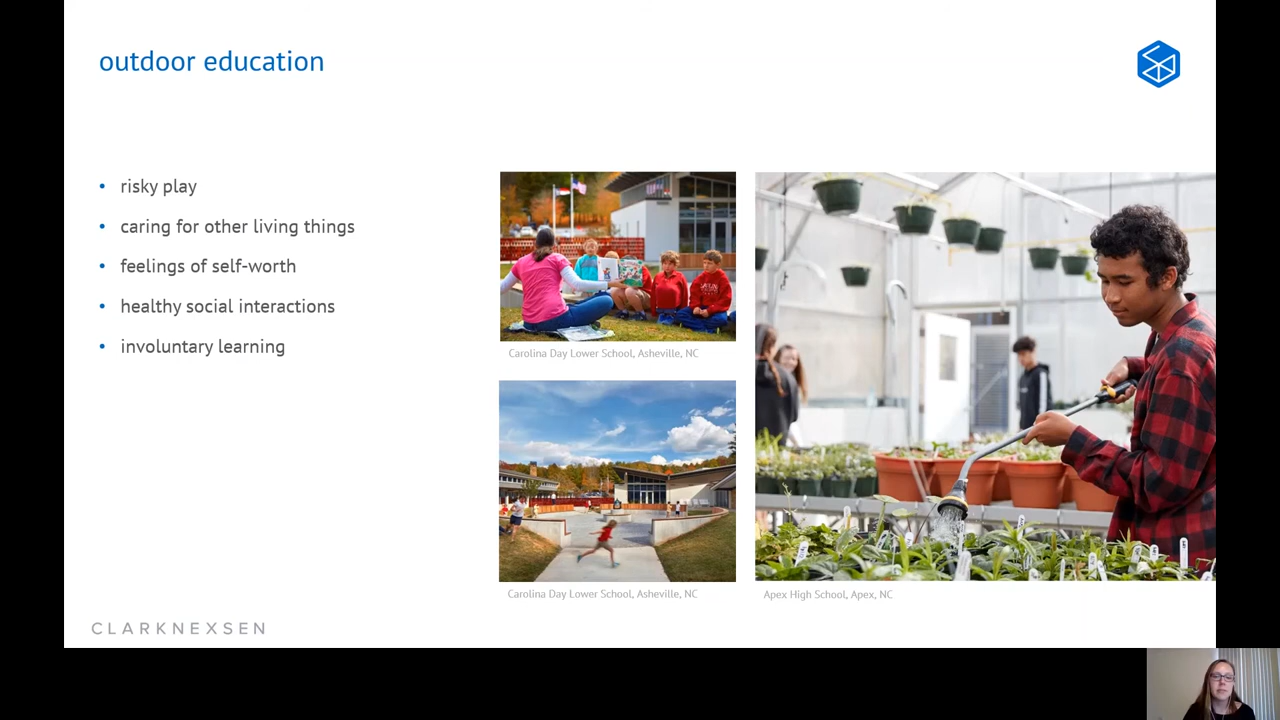 outdoor education
• risky play
• caring for other living things
• feelings of self-worth
• healthy social interactions
• involuntary learning
Carolina Day Lower School, Asheville, NC
Carolina Day Lower School, Asheville, NC
Apex High School, Apex, NC
CLARKNEXSEN